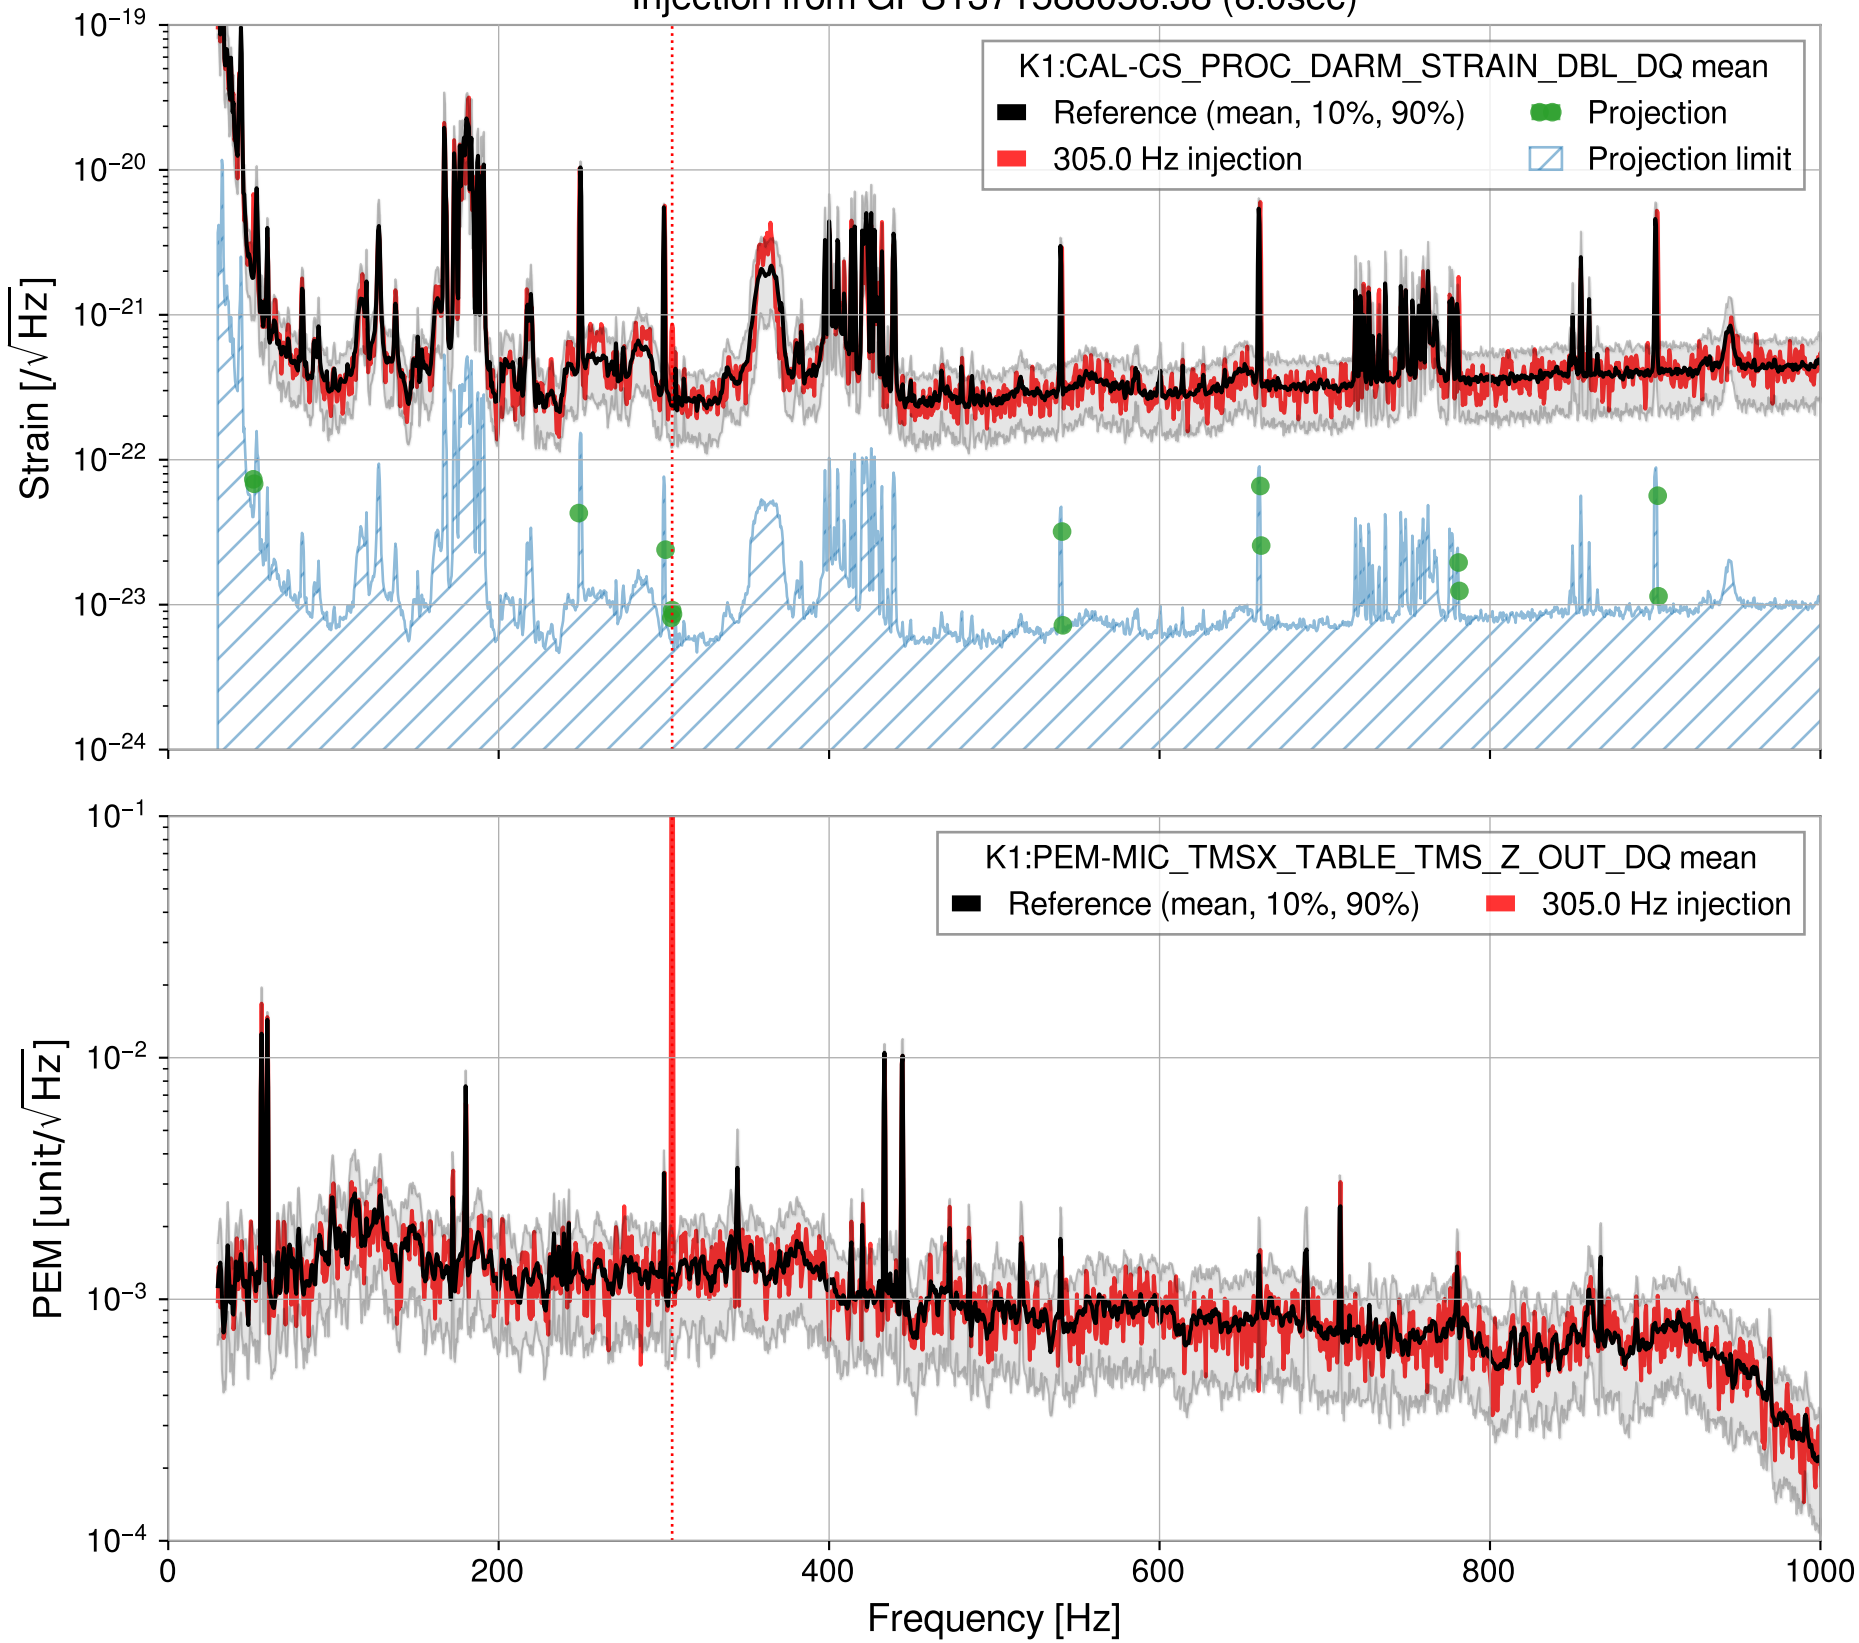 10⁻¹⁹
K1:CAL-CS_PROC_DARM_STRAIN_DBL_DQ mean
Reference (mean, 10%, 90%)
Projection
305.0 Hz injection
Projection limit
10⁻²⁰
10⁻²¹
10⁻²²
10⁻²³
10⁻²⁴
Strain [/√Hz]
10⁻¹
K1:PEM-MIC_TMSX_TABLE_TMS_Z_OUT_DQ mean
Reference (mean, 10%, 90%)
305.0 Hz injection
10⁻²
10⁻³
10⁻⁴
PEM [unit/√Hz]
0 200 400 600 800 1000
Frequency [Hz]